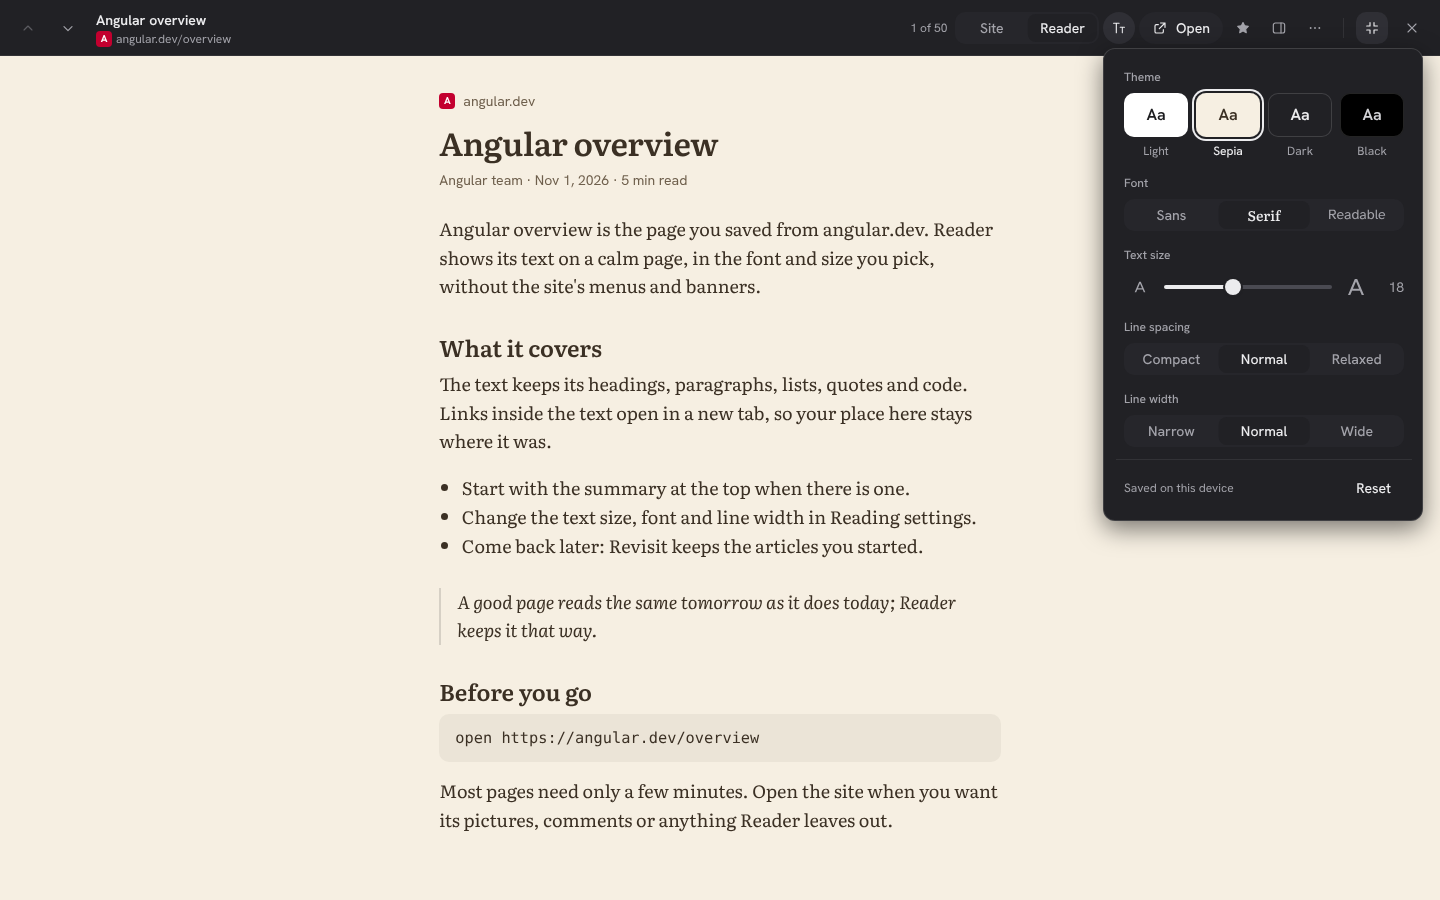 Angular overview
A angular.dev/overview
1 of 50
Site
Reader
Tт
Open
A angular.dev
Angular overview
Angular team · Nov 1, 2026 · 5 min read
Angular overview is the page you saved from angular.dev. Reader
shows its text on a calm page, in the font and size you pick,
without the site's menus and banners.
What it covers
The text keeps its headings, paragraphs, lists, quotes and code.
Links inside the text open in a new tab, so your place here stays
where it was.
• Start with the summary at the top when there is one.
• Change the text size, font and line width in Reading settings.
• Come back later: Revisit keeps the articles you started.
A good page reads the same tomorrow as it does today; Reader
keeps it that way.
Before you go
open https://angular.dev/overview
Most pages need only a few minutes. Open the site when you want
its pictures, comments or anything Reader leaves out.
Theme
Aa Aa Aa Aa
Light Sepia Dark Black
Font
Sans Serif Readable
Text size
A A 18
Line spacing
Compact Normal Relaxed
Line width
Narrow Normal Wide
Saved on this device Reset